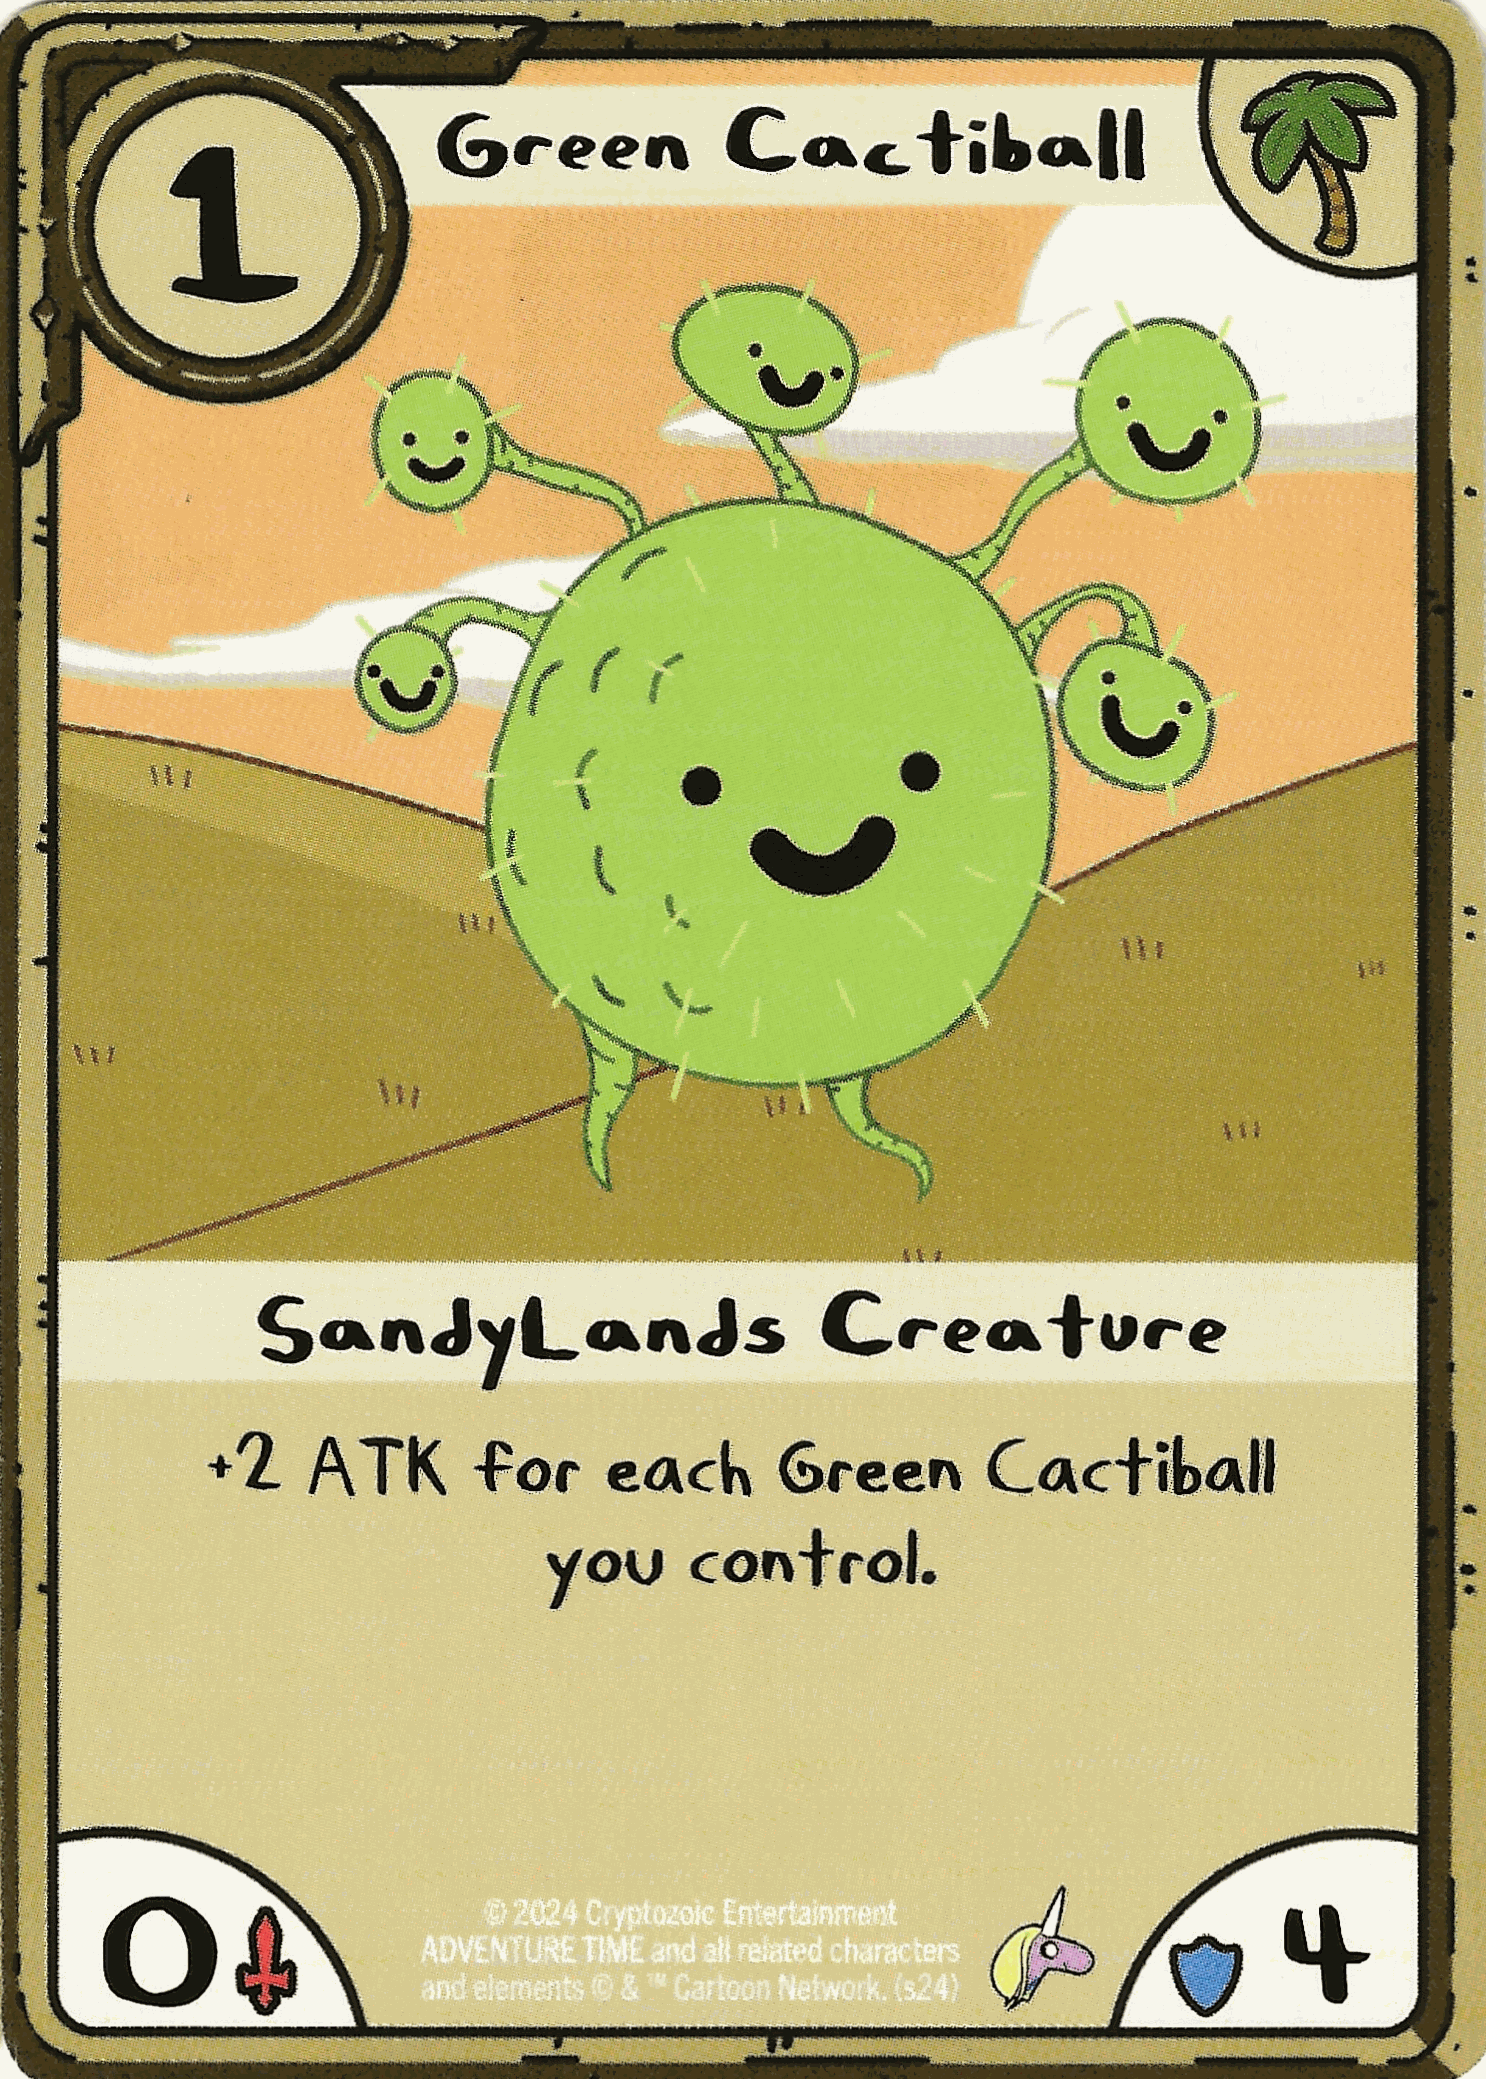 1
Green Cactiball
SandyLands Creature
+2 ATK for each Green Cactiball
you control.
0
© 2024 Cryptozoic Entertainment
ADVENTURE TIME and all related characters
and elements © & ™ Cartoon Network. (s24)
4